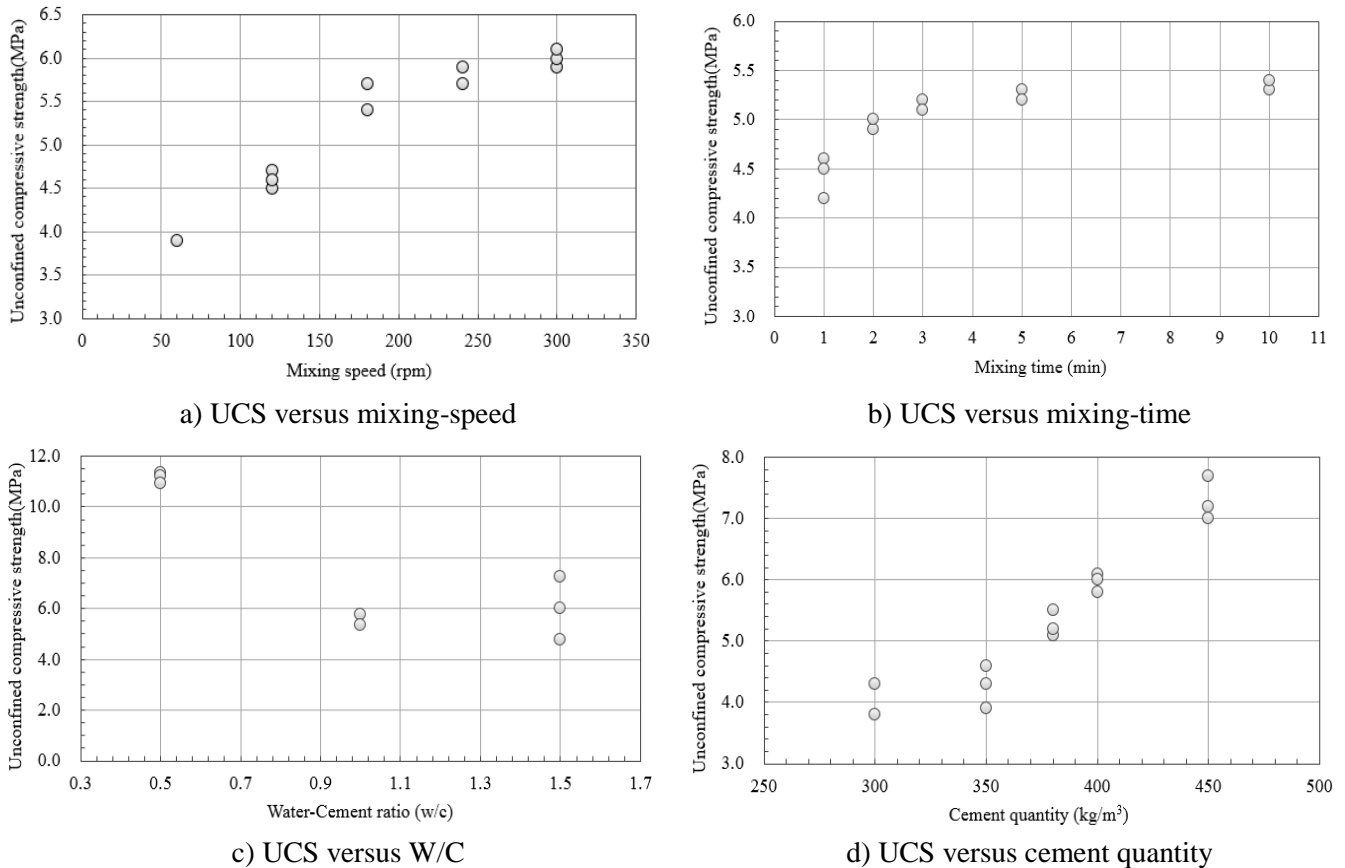 Unconfined compressive strength(MPa)
6.5
6.0
5.5
5.0
4.5
4.0
3.5
3.0
0 50 100 150 200 250 300 350
Mixing speed (rpm)
a) UCS versus mixing-speed
Unconfined compressive strength(MPa)
6.0
5.5
5.0
4.5
4.0
3.5
3.0
0 1 2 3 4 5 6 7 8 9 10 11
Mixing time (min)
b) UCS versus mixing-time
Unconfined compressive strength(MPa)
12.0
10.0
8.0
6.0
4.0
2.0
0.0
0.3 0.5 0.7 0.9 1.1 1.3 1.5 1.7
Water-Cement ratio (w/c)
c) UCS versus W/C
Unconfined compressive strength(MPa)
8.0
7.0
6.0
5.0
4.0
3.0
250 300 350 400 450 500
Cement quantity (kg/m³)
d) UCS versus cement quantity